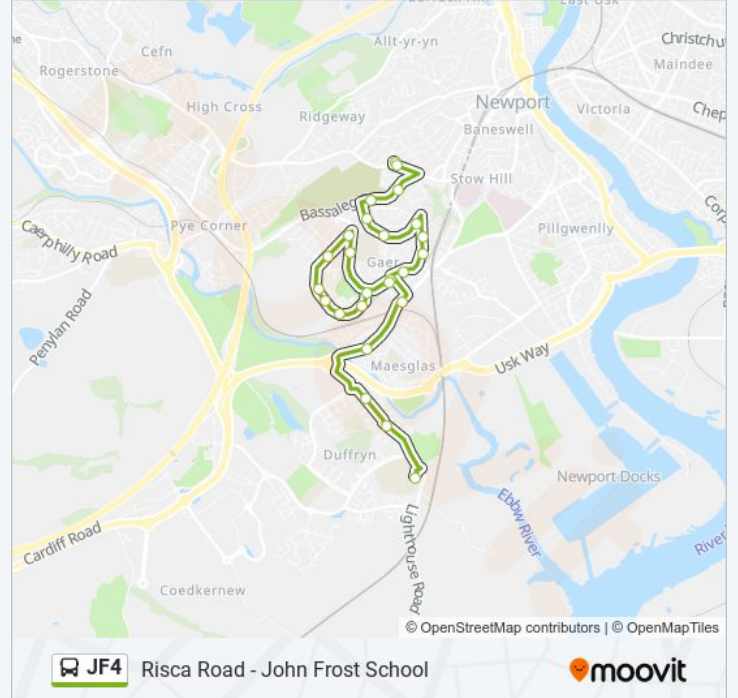 East Usk
Allt-yr-yn
Christchu
Cefn
Maindee
Rogerstone
High Cross
Newport
Victoria
Chep
Ridgeway
Baneswell
Stow Hill
Corp
Bassaleg
Pye Corner
Pillgwenlly
Caerphilly Road
Gaer
Penylan Road
Maesglas
Usk Way
Duffryn
Newport Docks
Ebbw River
Lighthouse Road
River
Cardiff Road
Coedkernew
© OpenStreetMap contributors | © OpenMapTiles
JF4 Risca Road - John Frost School
moovit